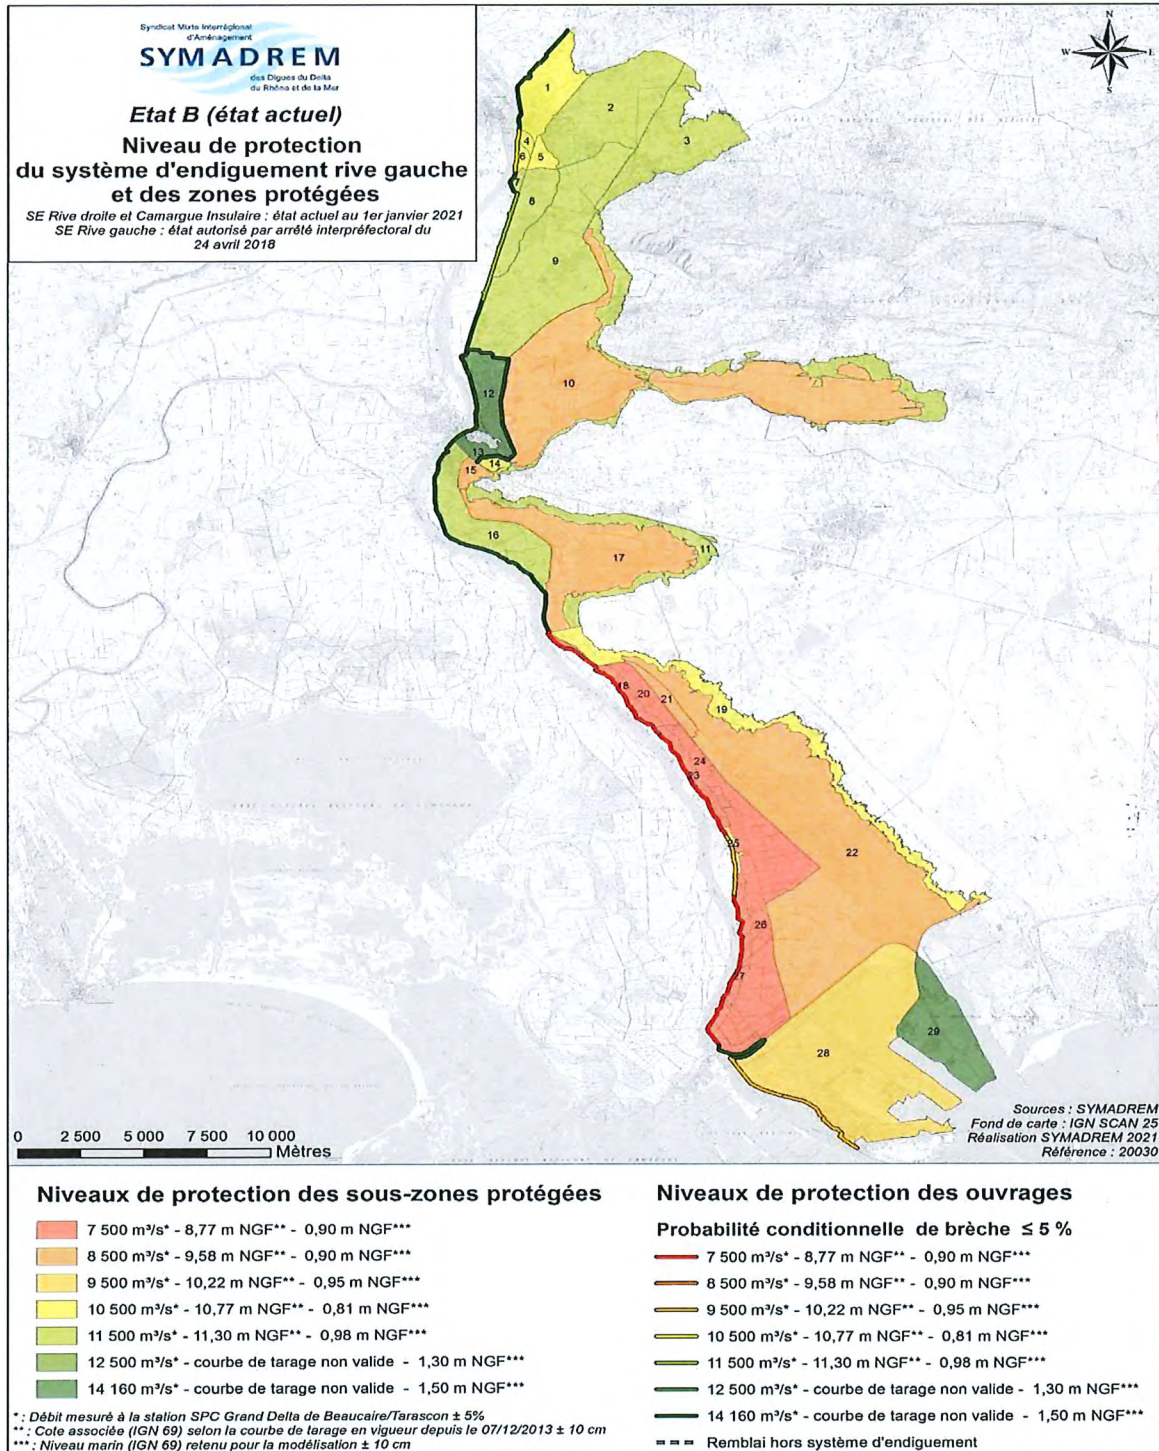 Syndicat Mixte Interrégional
d'Aménagement
SYMADREM
des Digues du Delta
du Rhône et de la Mer
Etat B (état actuel)
Niveau de protection
du système d'endiguement rive gauche
et des zones protégées
SE Rive droite et Camargue Insulaire : état actuel au 1er janvier 2021
SE Rive gauche : état autorisé par arrêté interpréfectoral du
24 avril 2018
N
W
E
S
1
2
3
4
6
5
7
8
9
10
12
13
14
15
16
17
11
18
20
21
19
24
23
25
22
26
27
29
28
Sources : SYMADREM
Fond de carte : IGN SCAN 25
Réalisation SYMADREM 2021
Référence : 20030
0 2 500 5 000 7 500 10 000
Mètres
Niveaux de protection des sous-zones protégées
7 500 m³/s* - 8,77 m NGF** - 0,90 m NGF***
8 500 m³/s* - 9,58 m NGF** - 0,90 m NGF***
9 500 m³/s* - 10,22 m NGF** - 0,95 m NGF***
10 500 m³/s* - 10,77 m NGF** - 0,81 m NGF***
11 500 m³/s* - 11,30 m NGF** - 0,98 m NGF***
12 500 m³/s* - courbe de tarage non valide - 1,30 m NGF***
14 160 m³/s* - courbe de tarage non valide - 1,50 m NGF***
* : Débit mesuré à la station SPC Grand Delta de Beaucaire/Tarascon ± 5%
** : Cote associée (IGN 69) selon la courbe de tarage en vigueur depuis le 07/12/2013 ± 10 cm
*** : Niveau marin (IGN 69) retenu pour la modélisation ± 10 cm
Niveaux de protection des ouvrages
Probabilité conditionnelle de brèche ≤ 5 %
7 500 m³/s* - 8,77 m NGF** - 0,90 m NGF***
8 500 m³/s* - 9,58 m NGF** - 0,90 m NGF***
9 500 m³/s* - 10,22 m NGF** - 0,95 m NGF***
10 500 m³/s* - 10,77 m NGF** - 0,81 m NGF***
11 500 m³/s* - 11,30 m NGF** - 0,98 m NGF***
12 500 m³/s* - courbe de tarage non valide - 1,30 m NGF***
14 160 m³/s* - courbe de tarage non valide - 1,50 m NGF***
Remblai hors système d'endiguement